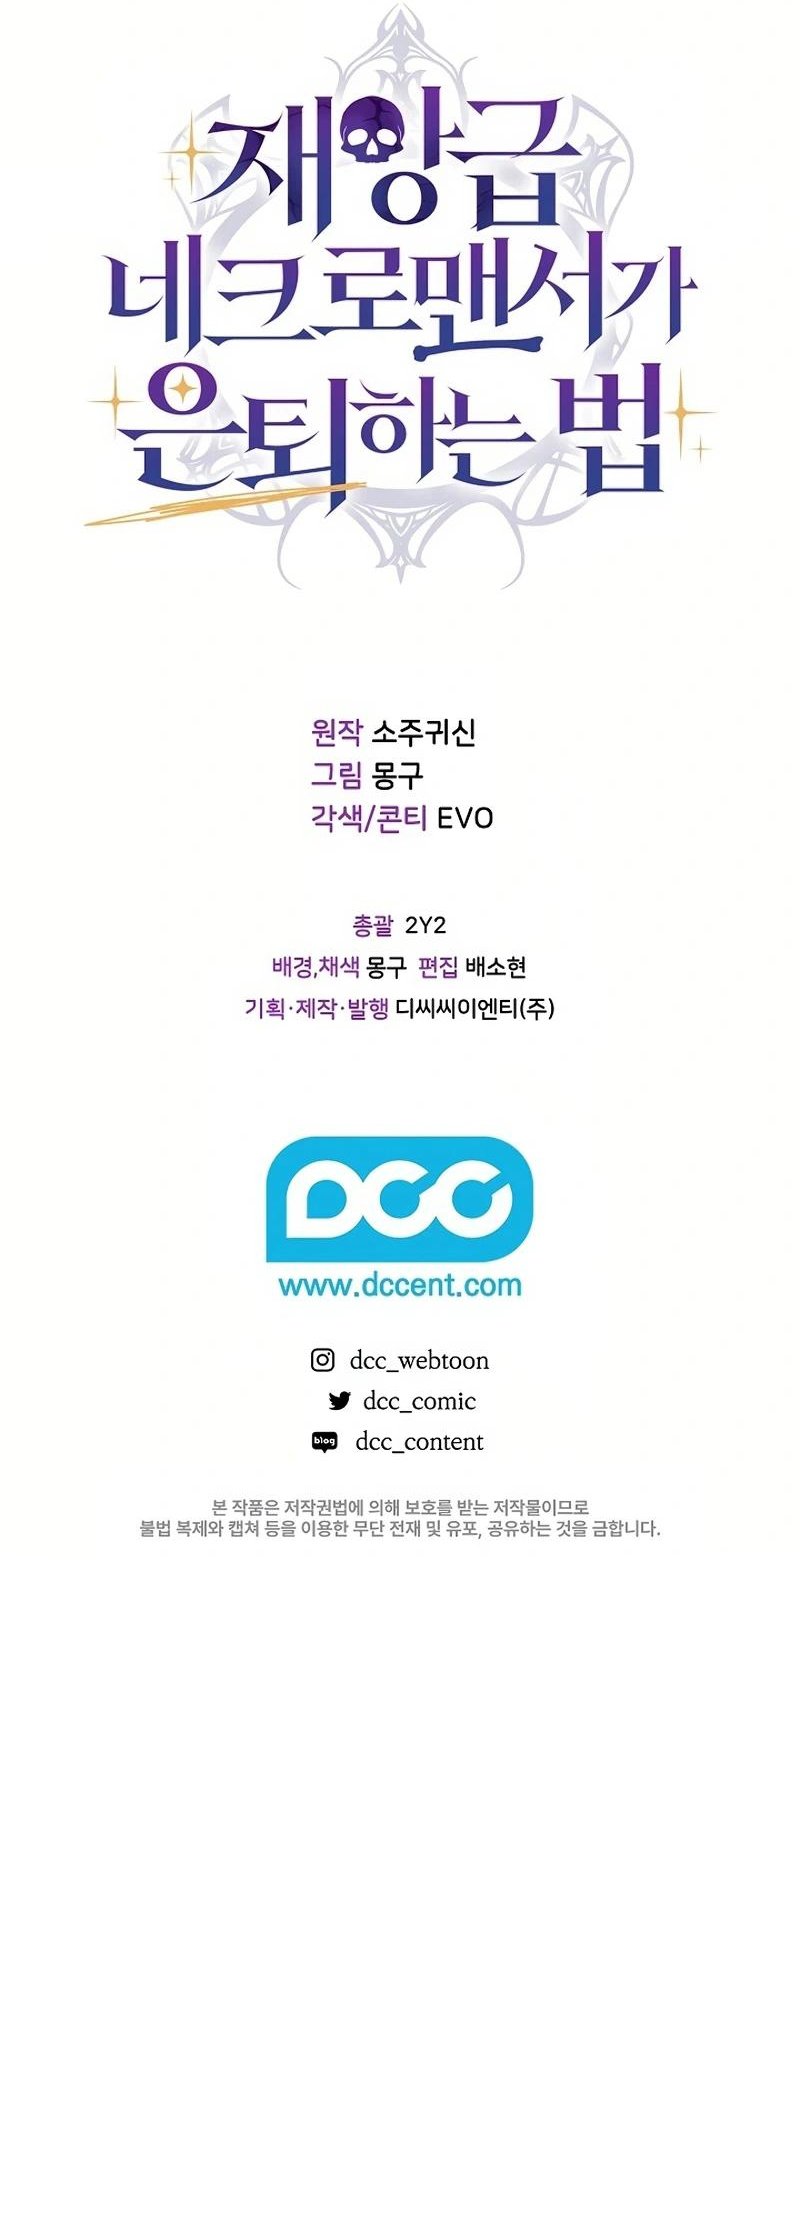 재앙급
네크로맨서가
은퇴하는 법
원작 소주귀신
그림 몽구
각색/콘티 EVO
총괄 2Y2
배경,채색 몽구 편집 배소현
기획·제작·발행 디씨씨이엔티(주)
DCC
www.dccent.com
dcc_webtoon
dcc_comic
blog dcc_content
본 작품은 저작권법에 의해 보호를 받는 저작물이므로
불법 복제와 캡쳐 등을 이용한 무단 전재 및 유포, 공유하는 것을 금합니다.